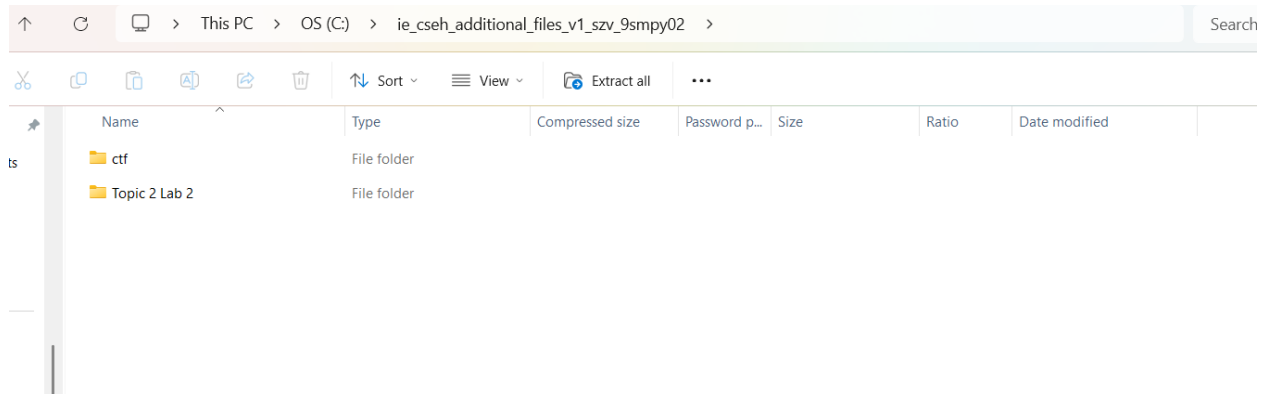 This PC > OS (C:) > ie_cseh_additional_files_v1_szv_9smpy02 > Search
Sort View Extract all
Name Type Compressed size Password p... Size Ratio Date modified
ts
ctf File folder
Topic 2 Lab 2 File folder